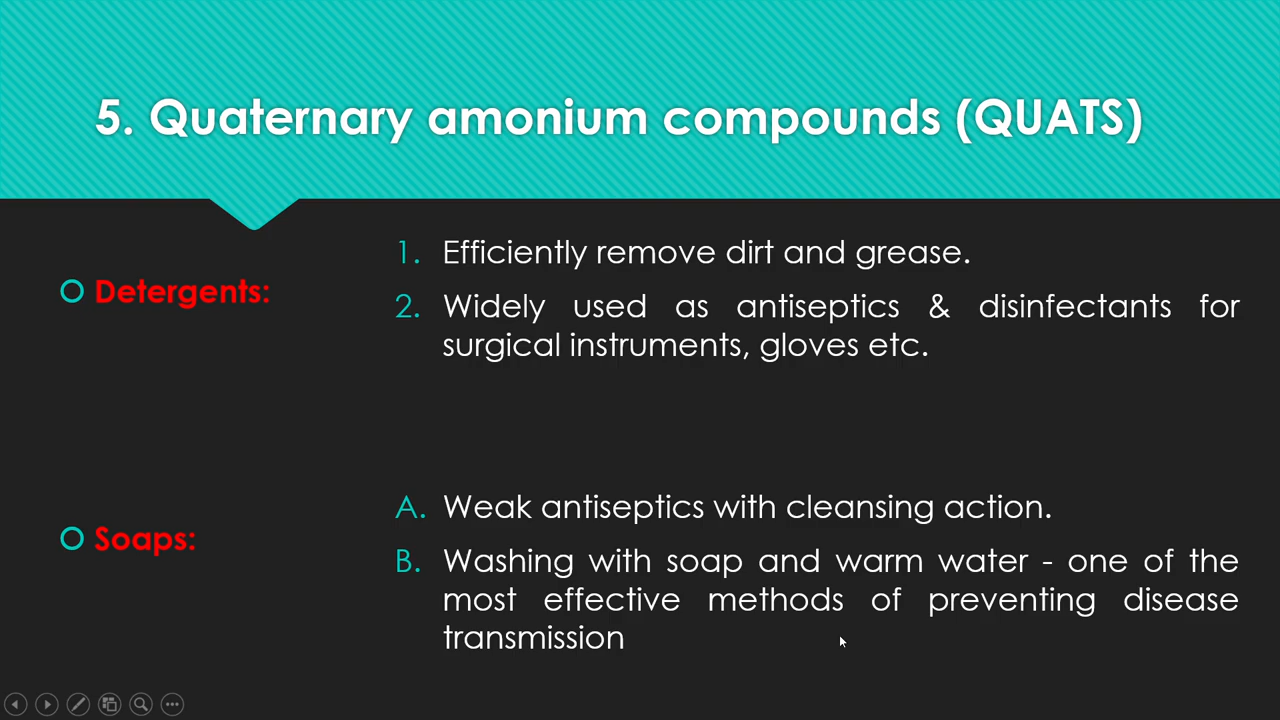 5. Quaternary amonium compounds (QUATS)
Detergents:
1. Efficiently remove dirt and grease.
2. Widely used as antiseptics & disinfectants for
surgical instruments, gloves etc.
Soaps:
A. Weak antiseptics with cleansing action.
B. Washing with soap and warm water - one of the
most effective methods of preventing disease
transmission